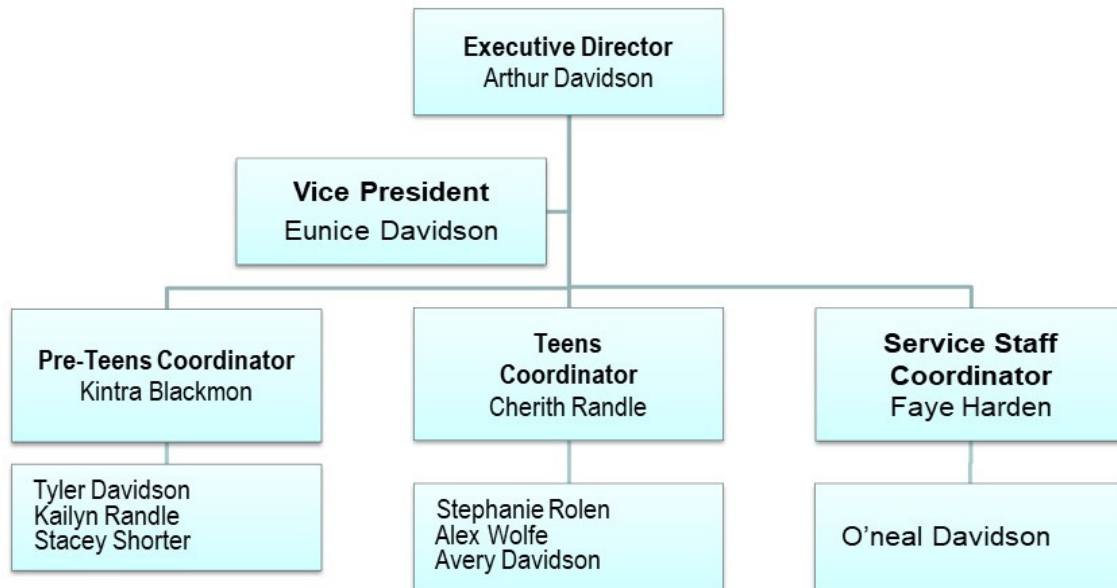 Executive Director
Arthur Davidson
Vice President
Eunice Davidson
Pre-Teens Coordinator
Kintra Blackmon
Teens
Coordinator
Cherith Randle
Service Staff
Coordinator
Faye Harden
Tyler Davidson
Kailyn Randle
Stacey Shorter
Stephanie Rolen
Alex Wolfe
Avery Davidson
O’neal Davidson